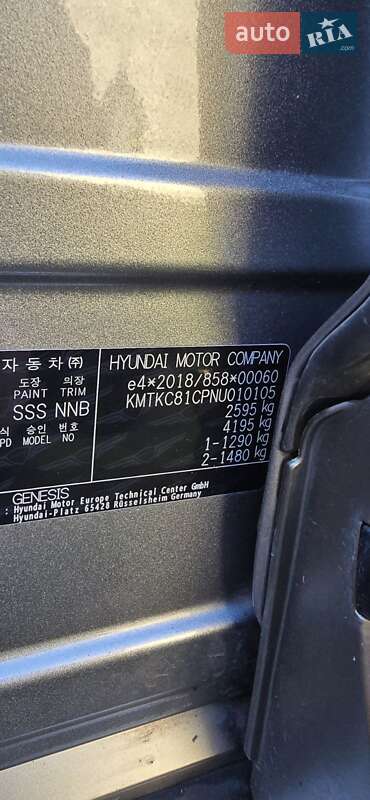 auto RIA
.com
자동차㈜ HYUNDAI MOTOR COMPANY
도장 의장 e4*2018/858*00060
PAINT TRIM KMTKC81CPNU010105
SSS NNB 2595 kg
식 승인 번호 4195 kg
PD MODEL NO 1-1290 kg
2-1480 kg
GENESIS
: Hyundai Motor Europe Technical Center GmbH
Hyundai-Platz 65428 Rüsselsheim Germany